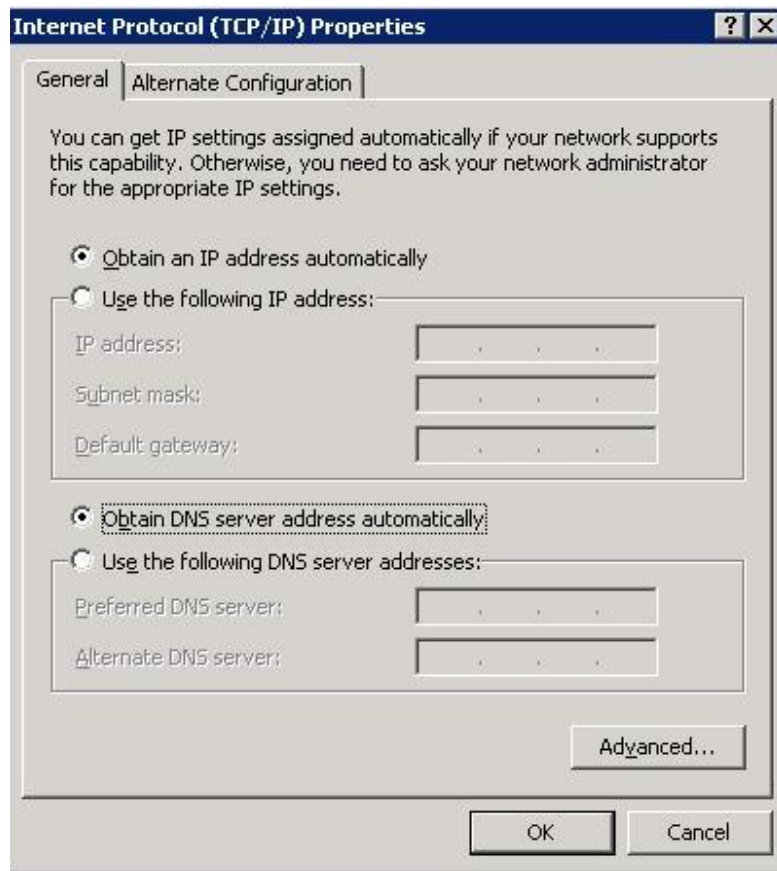 Internet Protocol (TCP/IP) Properties
General
Alternate Configuration
You can get IP settings assigned automatically if your network supports
this capability. Otherwise, you need to ask your network administrator
for the appropriate IP settings.
Obtain an IP address automatically
Use the following IP address:
IP address:
Subnet mask:
Default gateway:
Obtain DNS server address automatically
Use the following DNS server addresses:
Preferred DNS server:
Alternate DNS server:
Advanced...
OK
Cancel